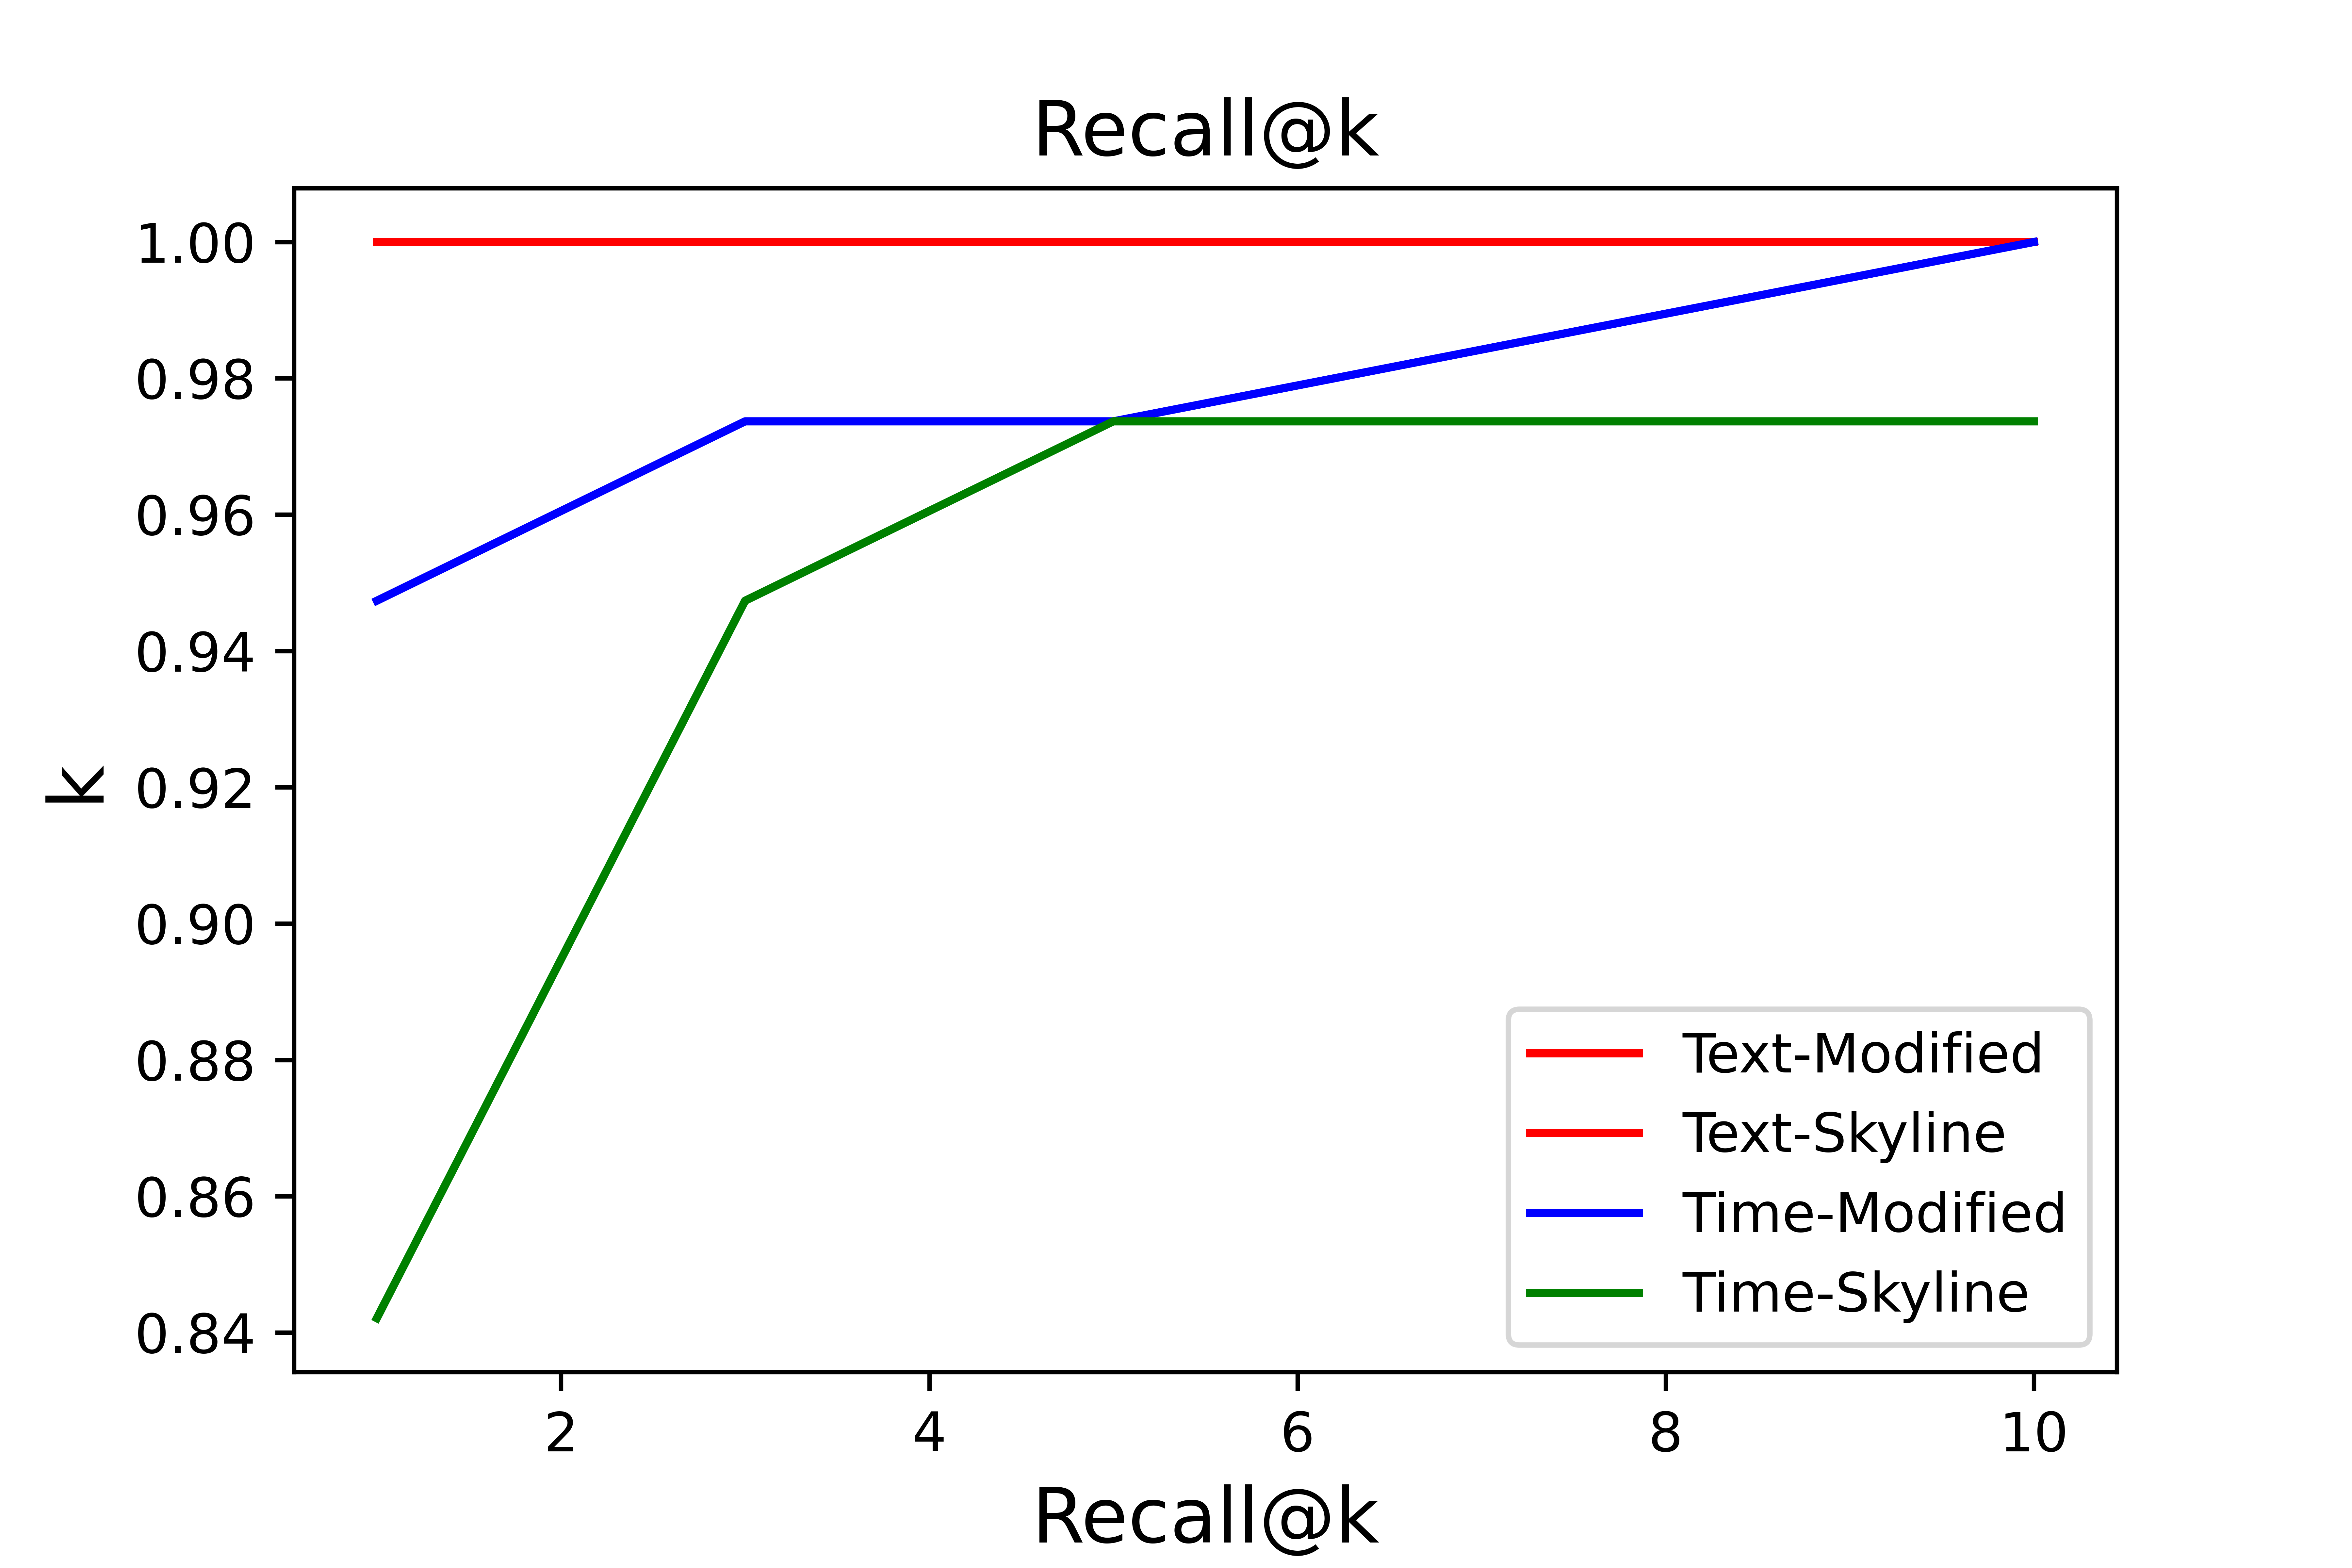 Recall@k
1.00
0.98
0.96
0.94
0.92
0.90
0.88
0.86
0.84
k
Text-Modified
Text-Skyline
Time-Modified
Time-Skyline
2 4 6 8 10
Recall@k